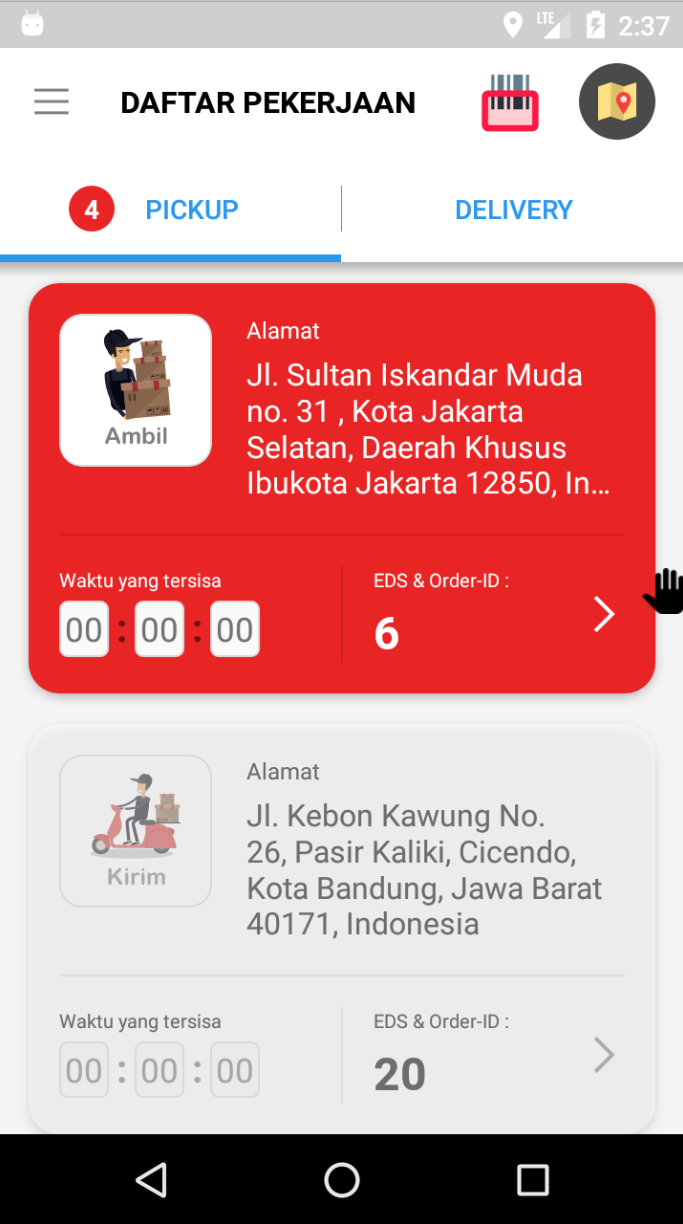 LTE 2:37
DAFTAR PEKERJAAN
4 PICKUP DELIVERY
Ambil
Alamat
Jl. Sultan Iskandar Muda
no. 31 , Kota Jakarta
Selatan, Daerah Khusus
Ibukota Jakarta 12850, In...
Waktu yang tersisa
00 : 00 : 00
EDS & Order-ID :
6
Kirim
Alamat
Jl. Kebon Kawung No.
26, Pasir Kaliki, Cicendo,
Kota Bandung, Jawa Barat
40171, Indonesia
Waktu yang tersisa
00 : 00 : 00
EDS & Order-ID :
20